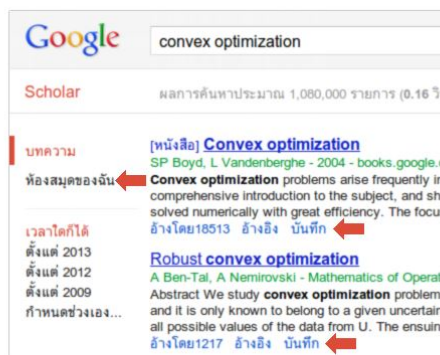 Google
convex optimization
Scholar
ผลการค้นหาประมาณ 1,080,000 รายการ (0.16 วิ
บทความ
ห้องสมุดของฉัน
เวลาใดก็ได้
ตั้งแต่ 2013
ตั้งแต่ 2012
ตั้งแต่ 2009
กำหนดช่วงเอง...
[หนังสือ] Convex optimization
SP Boyd, L Vandenberghe - 2004 - books.google.
Convex optimization problems arise frequently in
comprehensive introduction to the subject, and sh
solved numerically with great efficiency. The focu
อ้างโดย18513 อ้างอิง บันทึก
Robust convex optimization
A Ben-Tal, A Nemirovski - Mathematics of Operat
Abstract We study convex optimization problem
and it is only known to belong to a given uncertain
all possible values of the data from U. The ensuin
อ้างโดย1217 อ้างอิง บันทึก